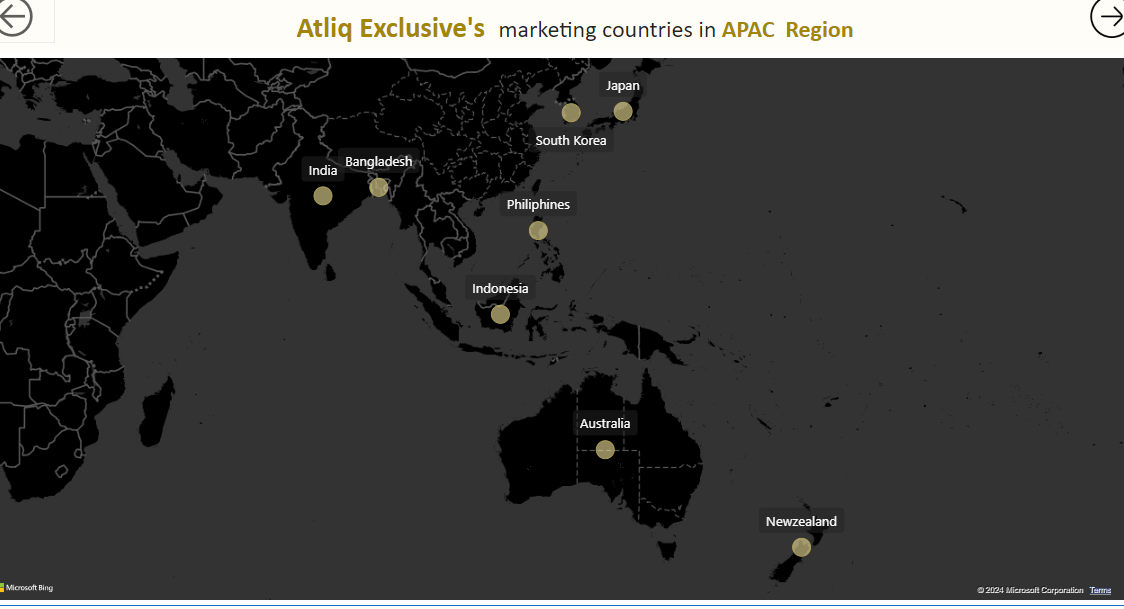 Atliq Exclusive's marketing countries in APAC Region
Japan
South Korea
Bangladesh
India
Philiphines
Indonesia
Australia
Newzealand
Microsoft Bing
© 2024 Microsoft Corporation Terms